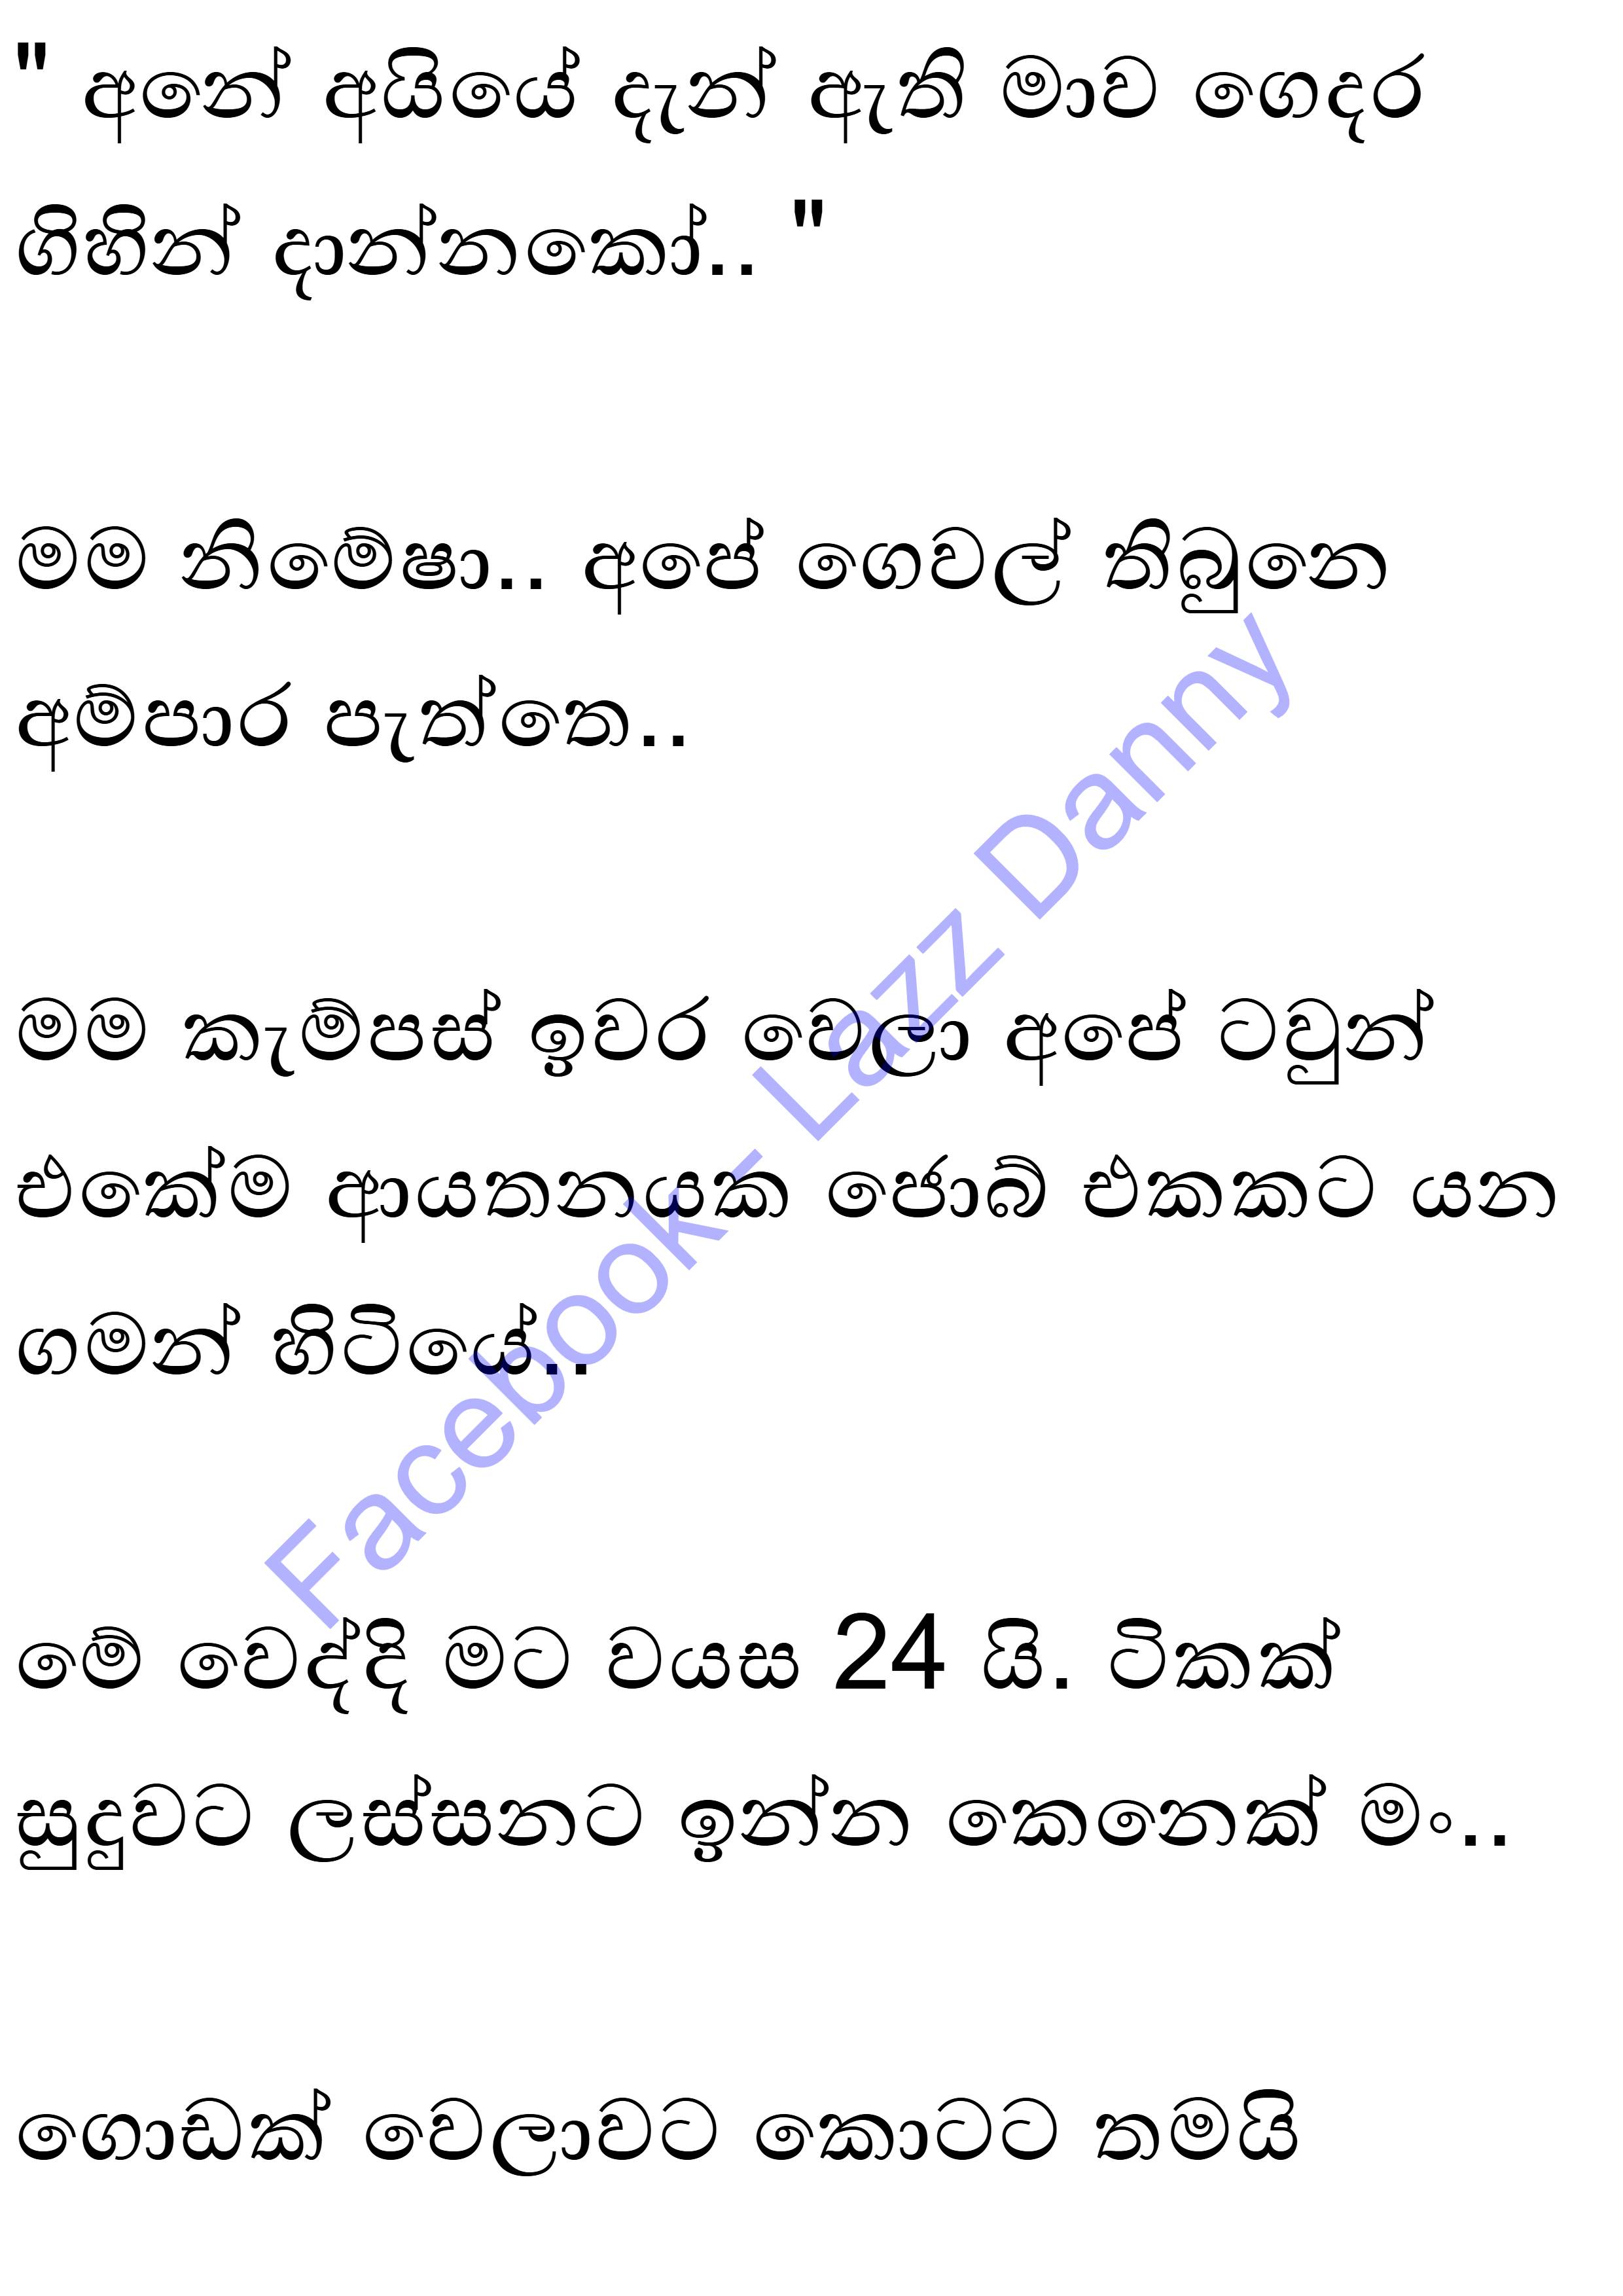 " අනේ අයියේ දැන් ඇති මාව ගෙදර
ගිහින් දාන්නකෝ.. "
මම නිමේෂා.. අපේ ගෙවල් තිබුනෙ
අම්පාර පැත්තෙ..
මම කැම්පස් ඉවර වෙලා අපේ ටවුන්
එකේම ආයතනයක ජොබ් එකකට යන
ගමන් හිටියේ..
මේ වෙද්දි මට වයස 24 යි. ටිකක්
සුදුවට ලස්සනට ඉන්න කෙනෙක් මං..
ගොඩක් වෙලාවට කොටට තමයි
Facebook- Lazz Danny